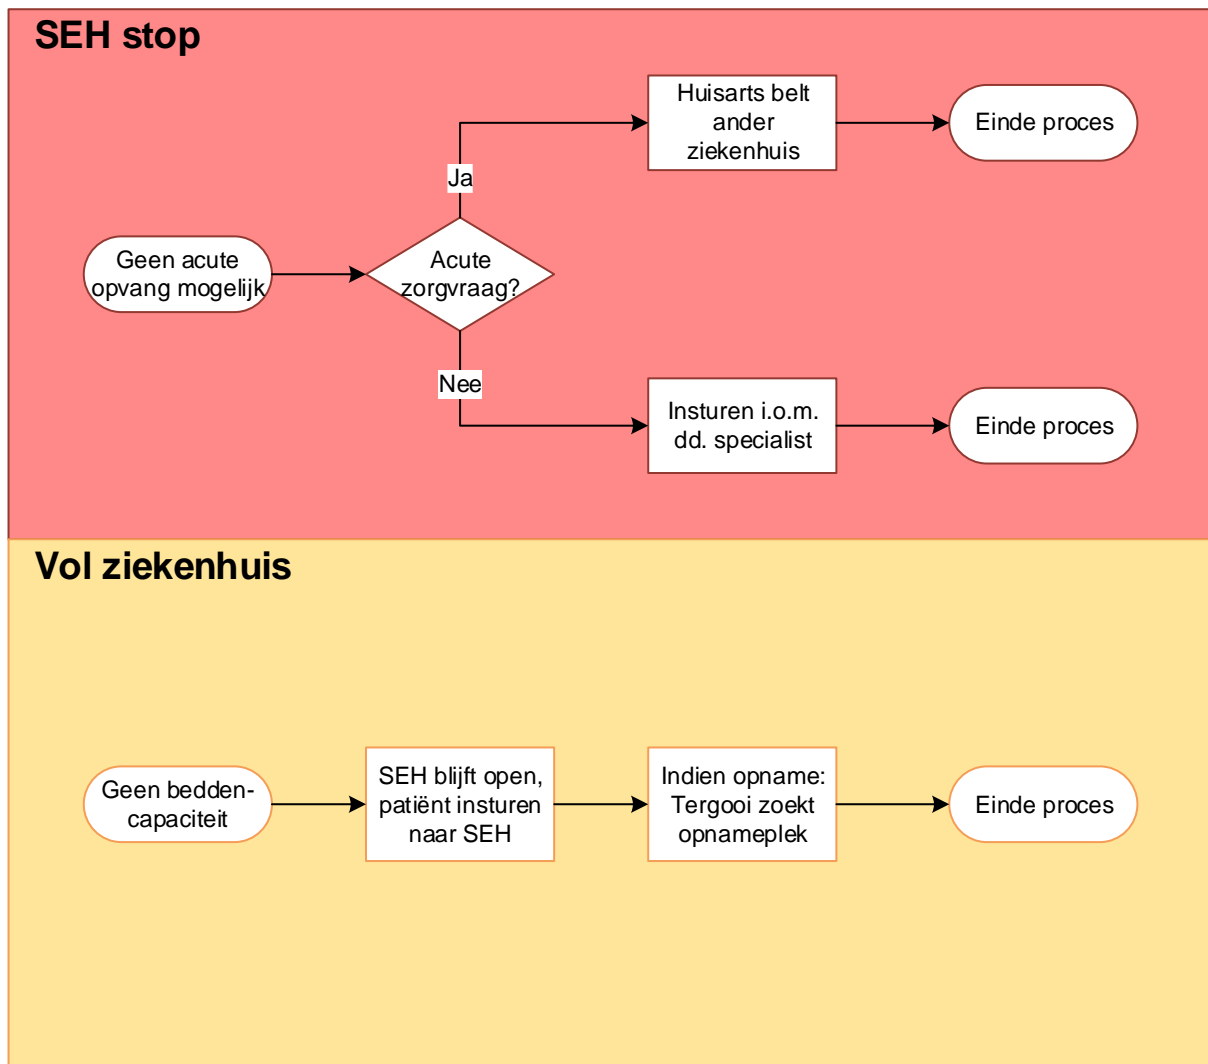 SEH stop
Huisarts belt
ander
ziekenhuis
Einde proces
Ja
Geen acute
opvang mogelijk
Acute
zorgvraag?
Nee
Insturen i.o.m.
dd. specialist
Einde proces
Vol ziekenhuis
Geen bedden-
capaciteit
SEH blijft open,
patiënt insturen
naar SEH
Indien opname:
Tergooi zoekt
opnameplek
Einde proces